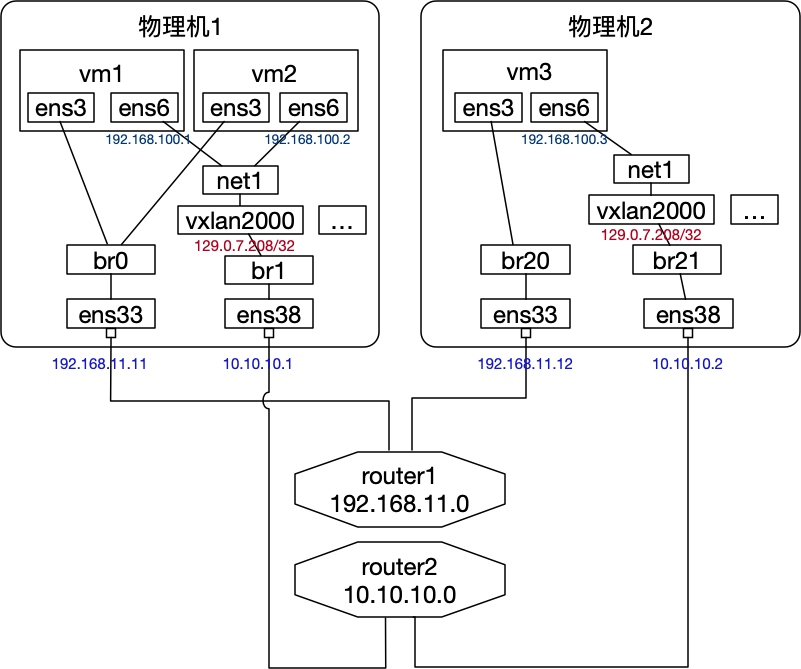 物理机1
vm1
ens3
ens6
192.168.100.1
vm2
ens3
ens6
192.168.100.2
net1
vxlan2000
...
129.0.7.208/32
br0
br1
ens33
ens38
192.168.11.11
10.10.10.1
物理机2
vm3
ens3
ens6
192.168.100.3
net1
vxlan2000
...
129.0.7.208/32
br20
br21
ens33
ens38
192.168.11.12
10.10.10.2
router1
192.168.11.0
router2
10.10.10.0